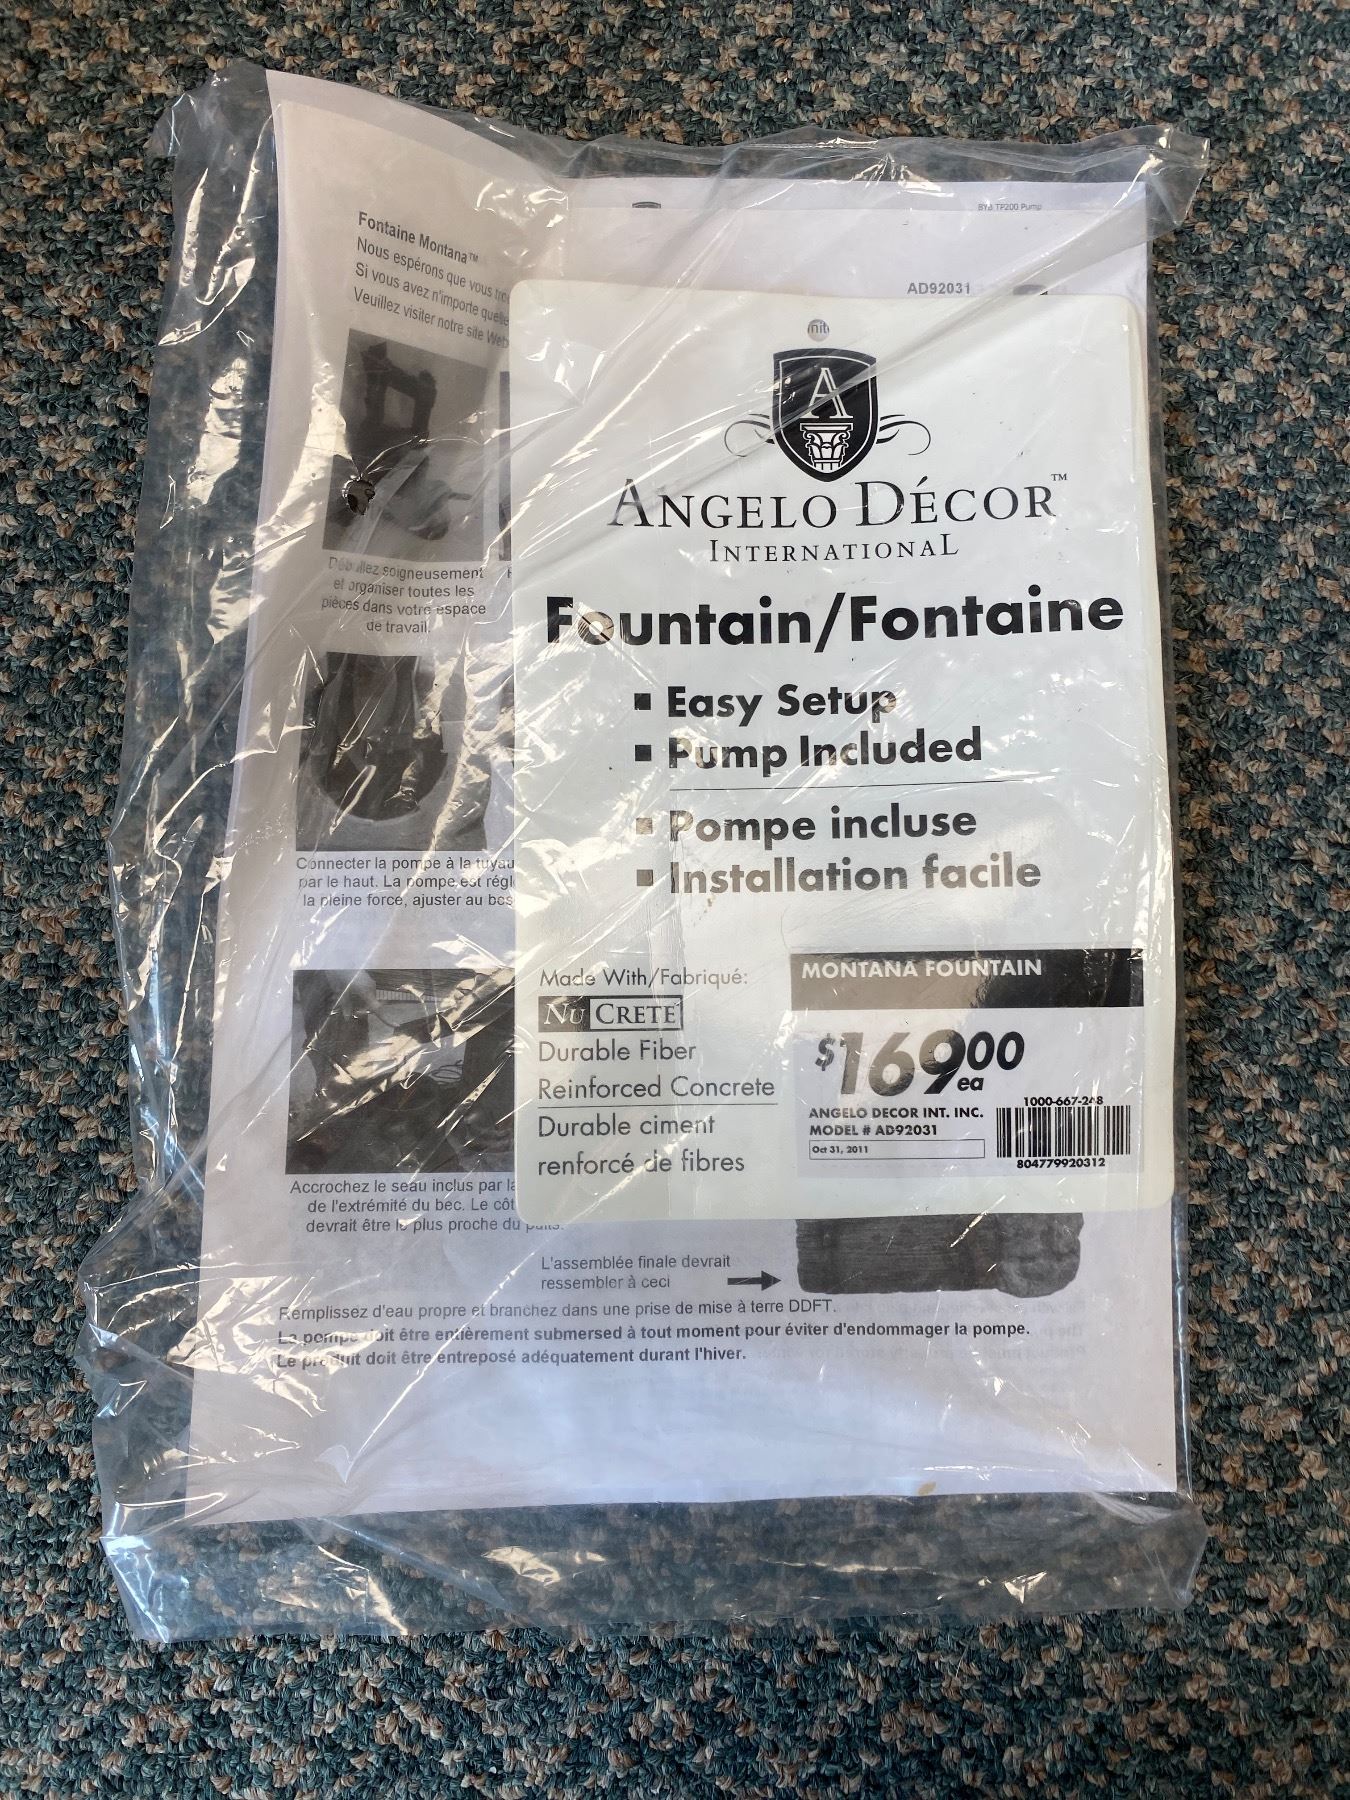 Fontaine Montana™
Nous espérons que vous
Si vous avez n'importe
Veuillez visiter notre site Web
TP200 Pump
AD92031
A
ANGELO DÉCOR™
INTERNATIONAL
Fountain/Fontaine
▪ Easy Setup
▪ Pump Included
▪ Pompe incluse
▪ Installation facile
Déballez soigneusement
et organiser toutes les
pièces dans votre espace
de travail.
Connecter la pompe à la
par le haut. La pompe est
la pleine force, ajuster au
Made With/Fabriqué:
NU CRETE
Durable Fiber
Reinforced Concrete
Durable ciment
renforcé de fibres
MONTANA FOUNTAIN
$169.00
ea
ANGELO DECOR INT. INC.
MODEL # AD92031
Oct 31, 2011
1000-667-248
804779920312
Accrochez le seau inclus par
de l'extrémité du bec. Le
devrait être le plus proche du puits.
L'assemblée finale devrait
ressembler à ceci
Remplissez d'eau propre et branchez dans une prise de mise à terre DDFT.
La pompe doit être entièrement submersed à tout moment pour éviter d'endommager la pompe.
Le produit doit être entreposé adéquatement durant l'hiver.